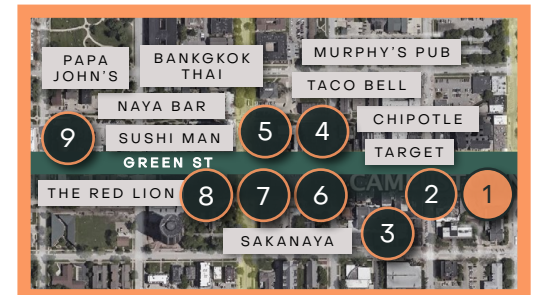 MURPHY'S PUB
PAPA
JOHN'S
BANKGKOK
THAI
TACO BELL
NAYA BAR
CHIPOTLE
5
4
9
SUSHI MAN
TARGET
GREEN ST
THE RED LION
8
7
6
2
1
3
SAKANAYA